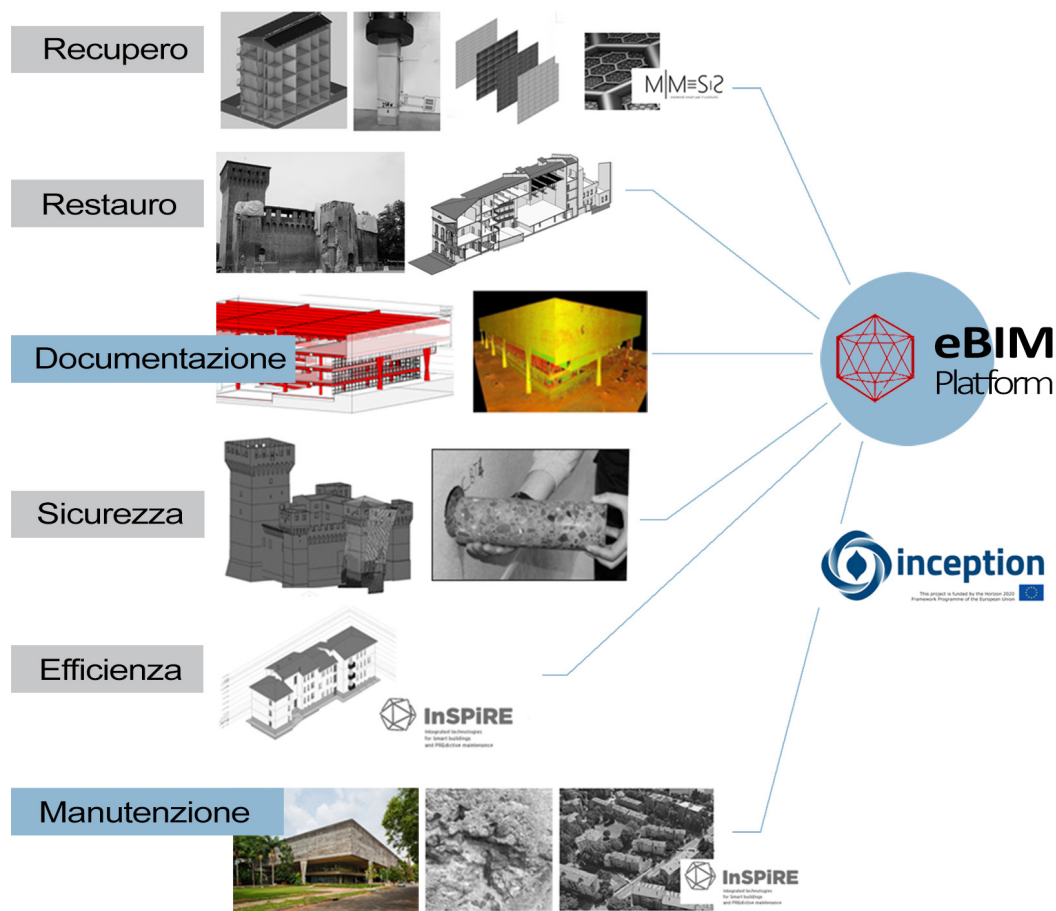 Recupero
MIMESIS
Restauro
Documentazione
eBIM
Platform
Sicurezza
inception
This project is funded by the Horizon 2020
Framework Programme of the European Union
Efficienza
InSPiRE
Integrated technologies
for Smart buildings
and PREdictive maintenance
Manutenzione
InSPiRE
Integrated technologies
for Smart buildings
and PREdictive maintenance